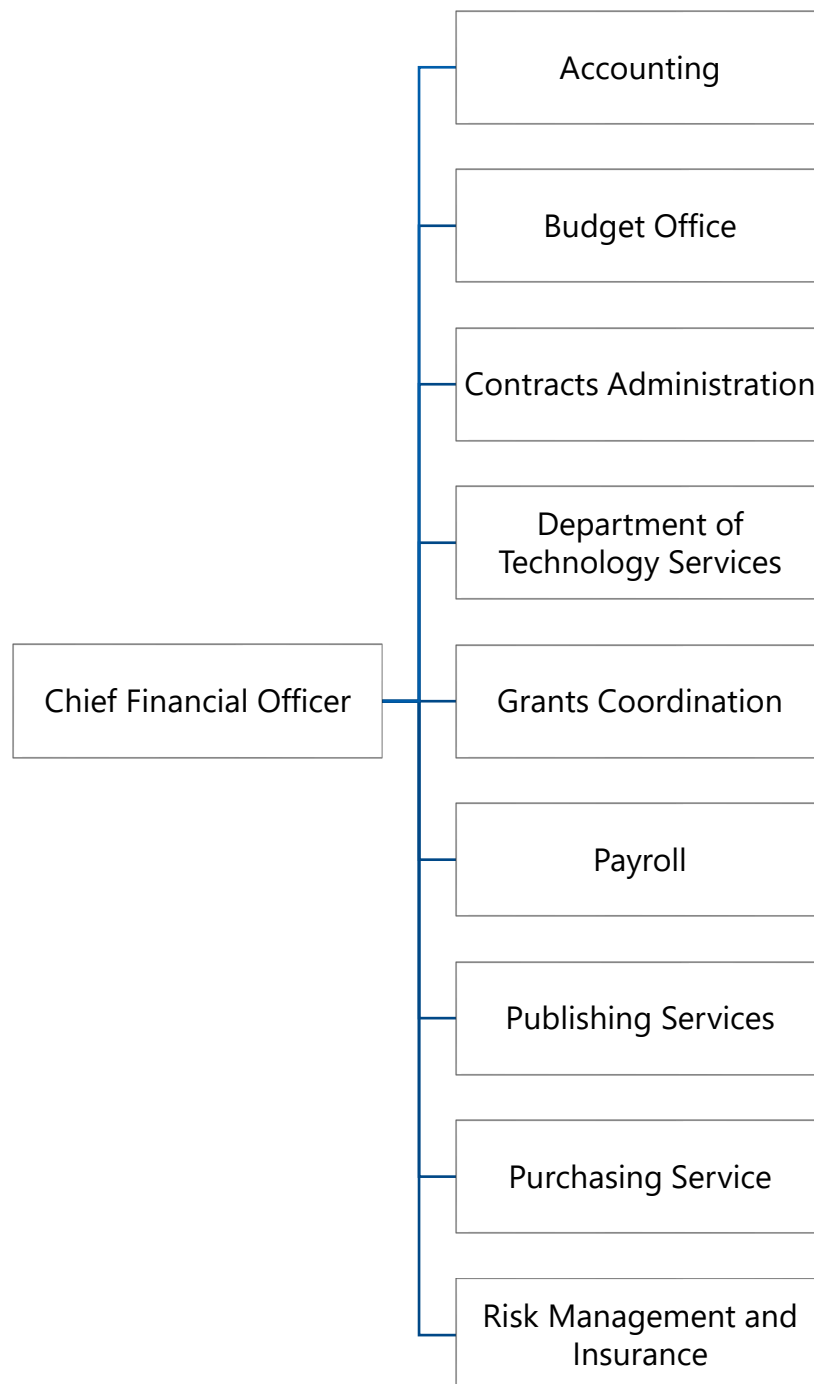 Accounting
Budget Office
Contracts Administration
Department of
Technology Services
Chief Financial Officer
Grants Coordination
Payroll
Publishing Services
Purchasing Service
Risk Management and
Insurance